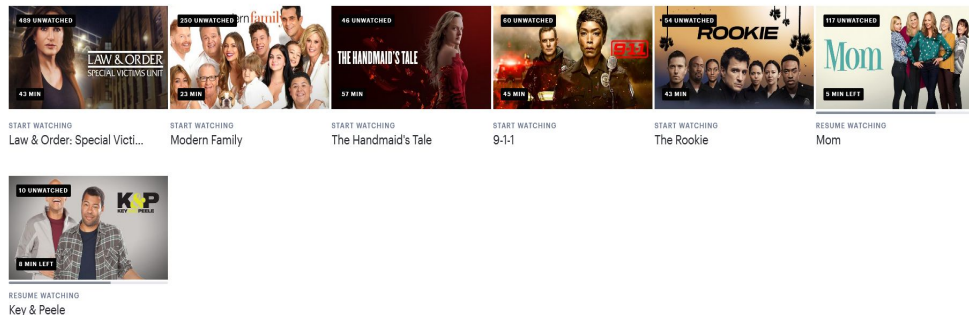 489 UNWATCHED
LAW & ORDER
SPECIAL VICTIMS UNIT
43 MIN
START WATCHING
Law & Order: Special Victi...
250 UNWATCHED
ern family
23 MIN
START WATCHING
Modern Family
46 UNWATCHED
THE HANDMAID'S TALE
57 MIN
START WATCHING
The Handmaid's Tale
60 UNWATCHED
9-1-1
45 MIN
START WATCHING
9-1-1
54 UNWATCHED
ROOKIE
43 MIN
START WATCHING
The Rookie
117 UNWATCHED
Mom
5 MIN LEFT
RESUME WATCHING
Mom
10 UNWATCHED
K&P
KEY & PEELE
8 MIN LEFT
RESUME WATCHING
Key & Peele